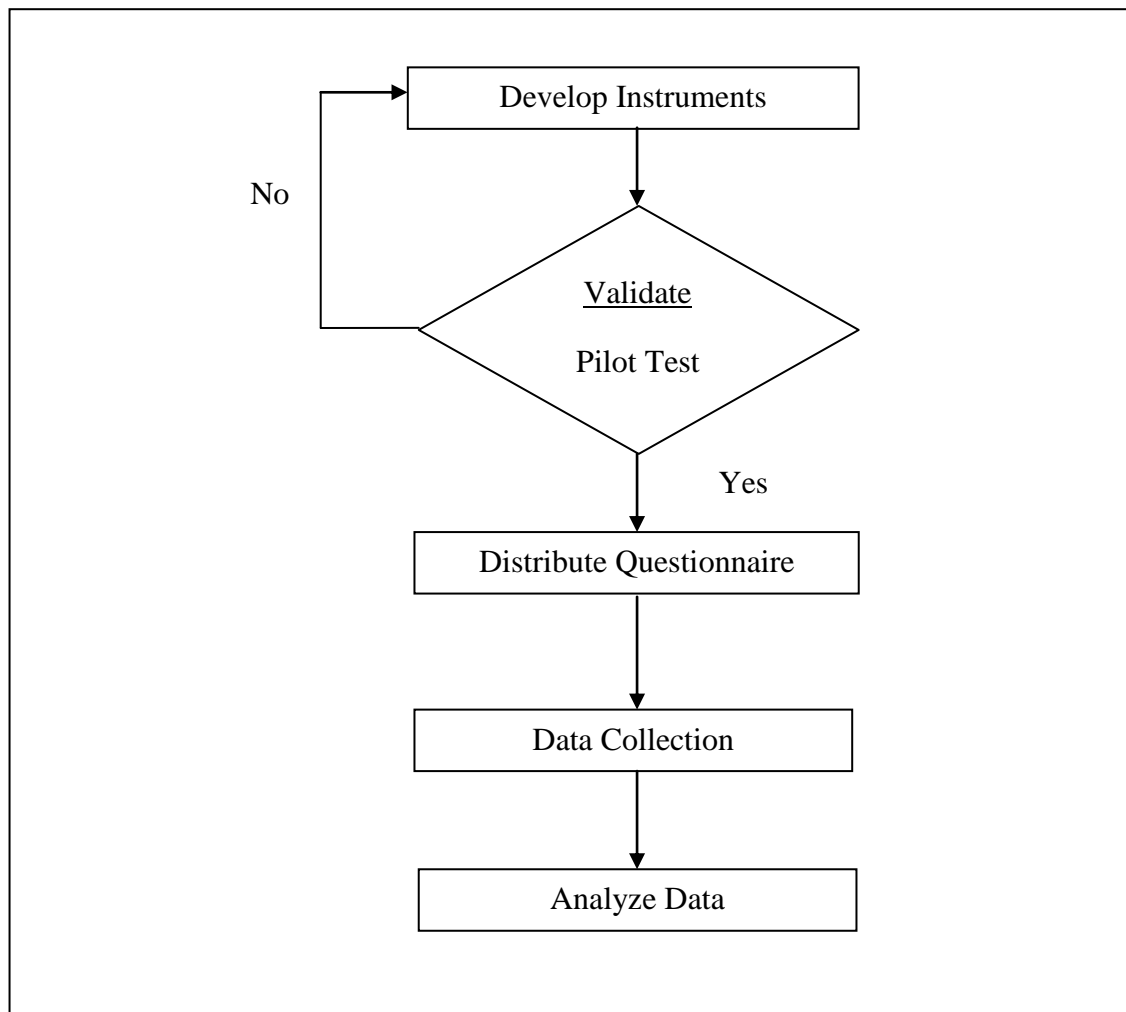 Develop Instruments
No
Validate
Pilot Test
Yes
Distribute Questionnaire
Data Collection
Analyze Data